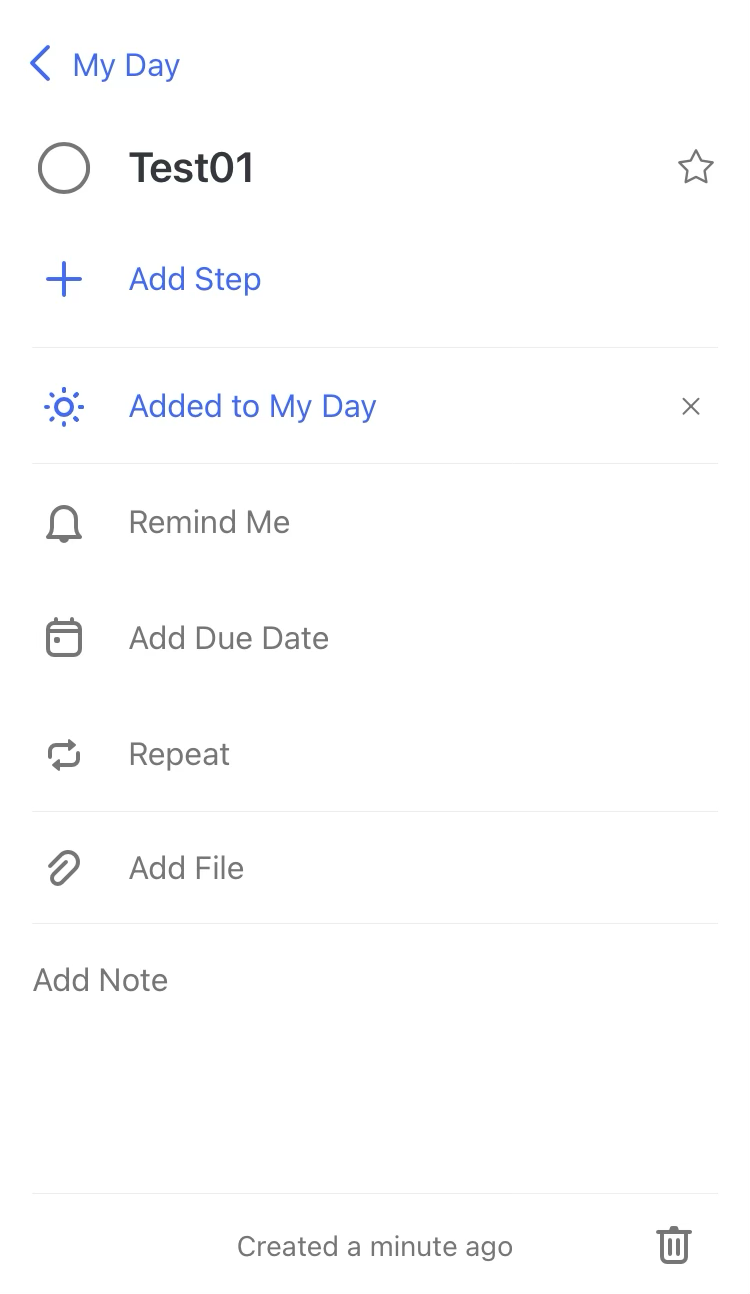 My Day
Test01
Add Step
Added to My Day
Remind Me
Add Due Date
Repeat
Add File
Add Note
Created a minute ago